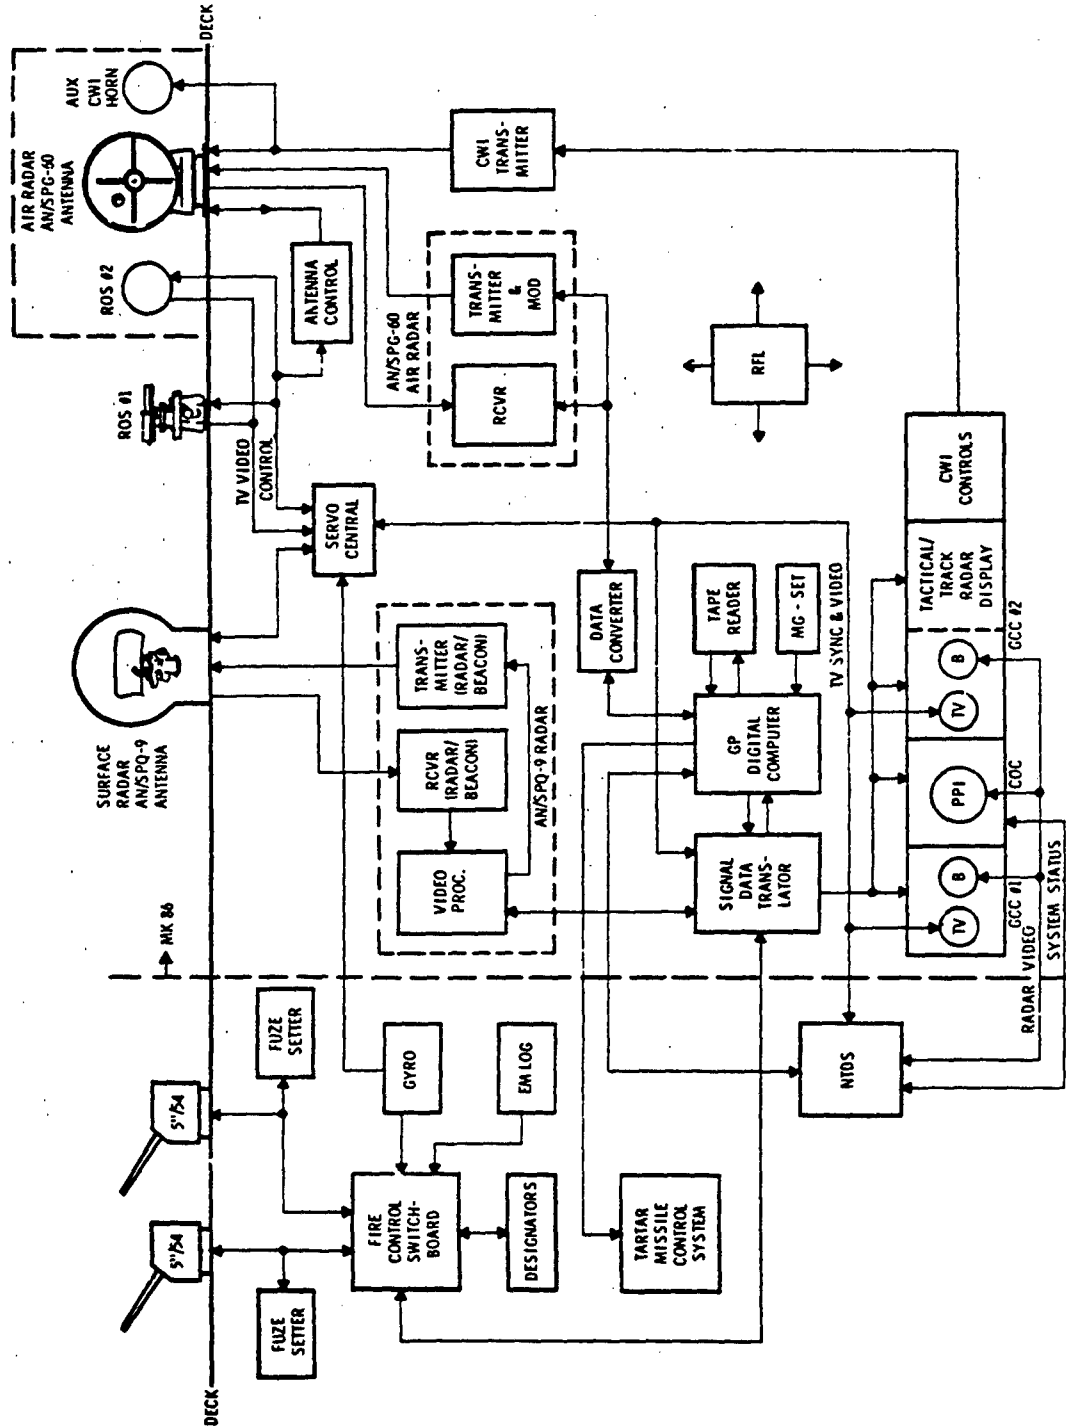 DECK
5"/54
5"/54
FUZE
SETTER
FUZE
SETTER
FIRE
CONTROL
SWITCH-
BOARD
GYRO
EM LOG
DESIGNATORS
TARTAR
MISSILE
CONTROL
SYSTEM
NTDS
MK 86
SURFACE
RADAR
AN/SPQ-9
ANTENNA
VIDEO
PROC.
RCVR
(RADAR/
BEACON)
TRANS-
MITTER
(RADAR/
BEACON)
AN/SPQ-9 RADAR
SERVO
CENTRAL
TV VIDEO
CONTROL
ROS #1
ROS #2
AIR RADAR
AN/SPG-60
ANTENNA
AUX
CWI
HORN
DECK
ANTENNA
CONTROL
AN/SPG-60
AIR RADAR
RCVR
TRANS-
MITTER
&
MOD
CWI
TRANS-
MITTER
DATA
CONVERTER
SIGNAL
DATA
TRANS-
LATOR
GP
DIGITAL
COMPUTER
TAPE
READER
MG - SET
TV SYNC & VIDEO
RFL
TV
B
GCC #1
PPI
COC
TV
B
GCC #2
TACTICAL/
TRACK
RADAR
DISPLAY
CWI
CONTROLS
RADAR VIDEO
SYSTEM STATUS